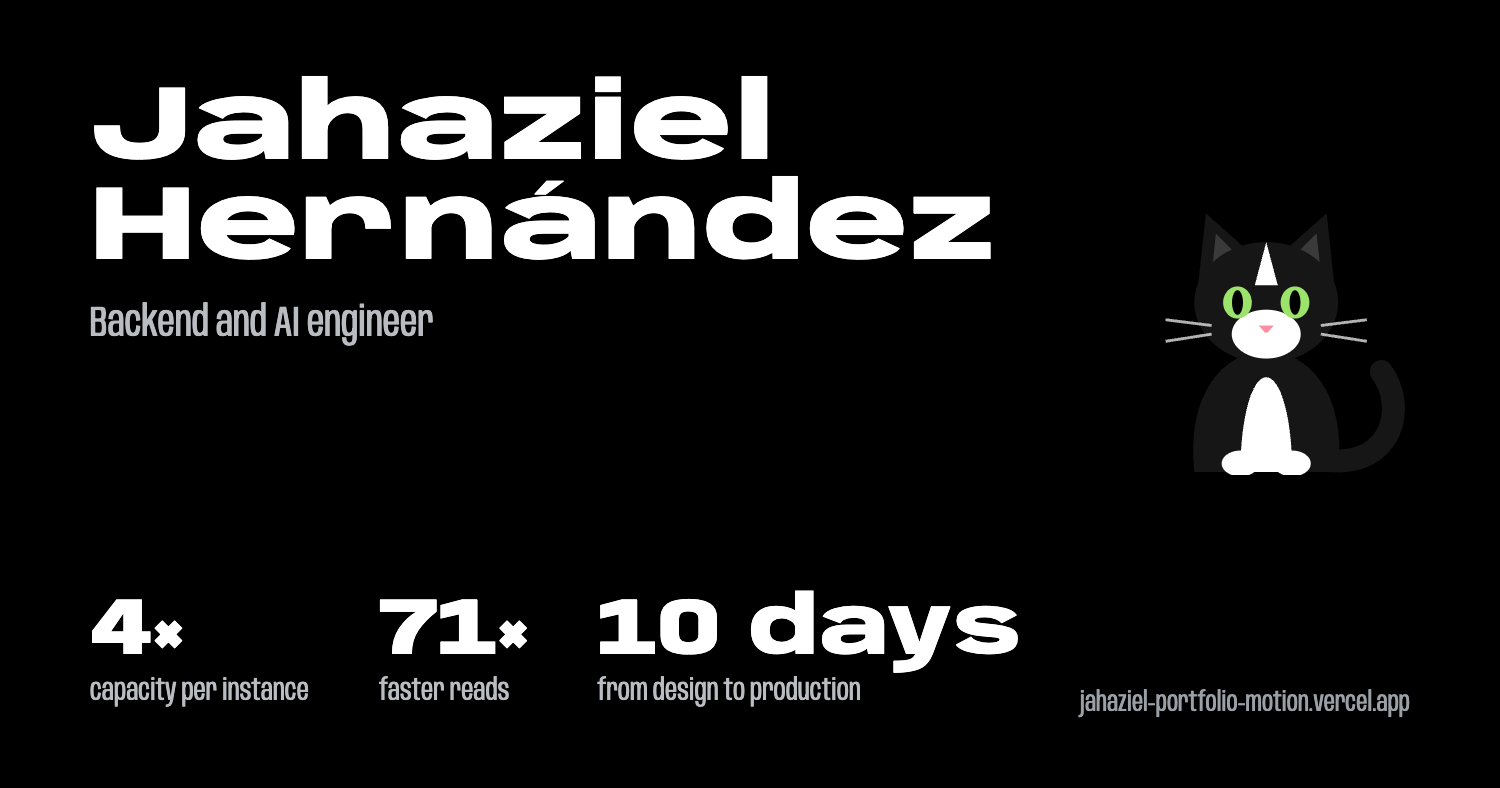 Jahaziel
Hernández
Backend and AI engineer
4×
capacity per instance
71×
faster reads
10 days
from design to production
jahaziel-portfolio-motion.vercel.app